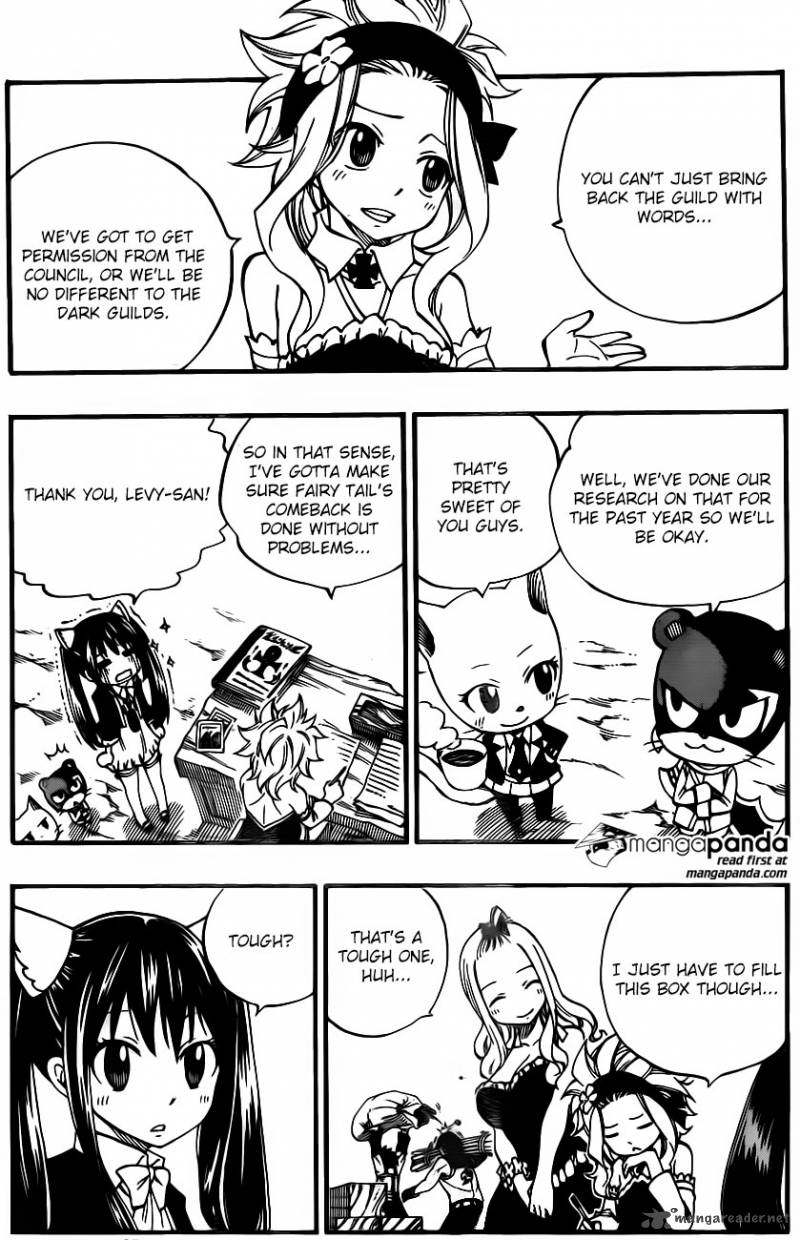 YOU CAN'T JUST BRING
BACK THE GUILD WITH
WORDS...
WE'VE GOT TO GET
PERMISSION FROM THE
COUNCIL, OR WE'LL BE
NO DIFFERENT TO THE
DARK GUILDS.
WELL, WE'VE DONE OUR
RESEARCH ON THAT FOR
THE PAST YEAR SO WE'LL
BE OKAY.
THAT'S
PRETTY
SWEET OF
YOU GUYS.
SO IN THAT SENSE,
I'VE GOTTA MAKE
SURE FAIRY TAIL'S
COMEBACK IS
DONE WITHOUT
PROBLEMS...
THANK YOU, LEVY-SAN!
mangapanda
read first at
mangapanda.com
I JUST HAVE TO FILL
THIS BOX THOUGH...
THAT'S A
TOUGH ONE,
HUH...
TOUGH?
mangareader.net